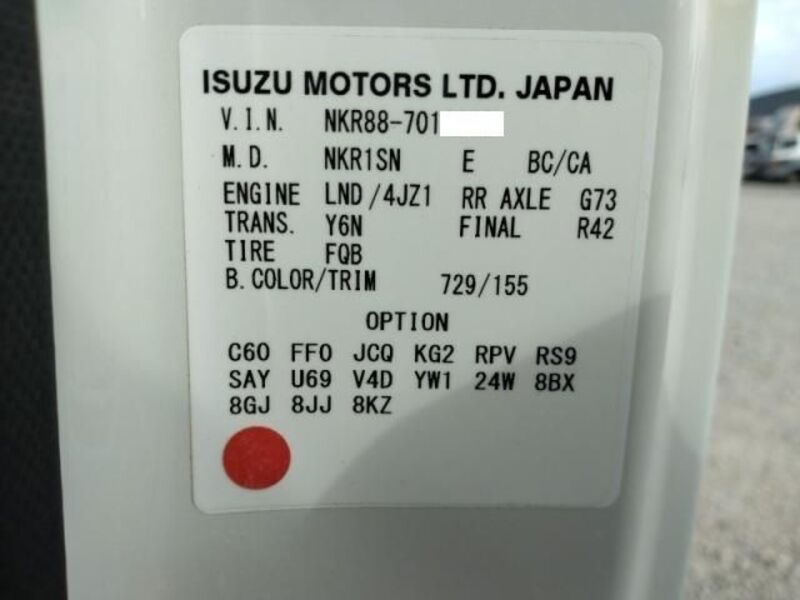 ISUZU MOTORS LTD. JAPAN
V.I.N. NKR88-701
M.D. NKR1SN E BC/CA
ENGINE LND/4JZ1 RR AXLE G73
TRANS. Y6N FINAL R42
TIRE FQB
B.COLOR/TRIM 729/155
OPTION
C60 FF0 JCQ KG2 RPV RS9
SAY U69 V4D YW1 24W 8BX
8GJ 8JJ 8KZ